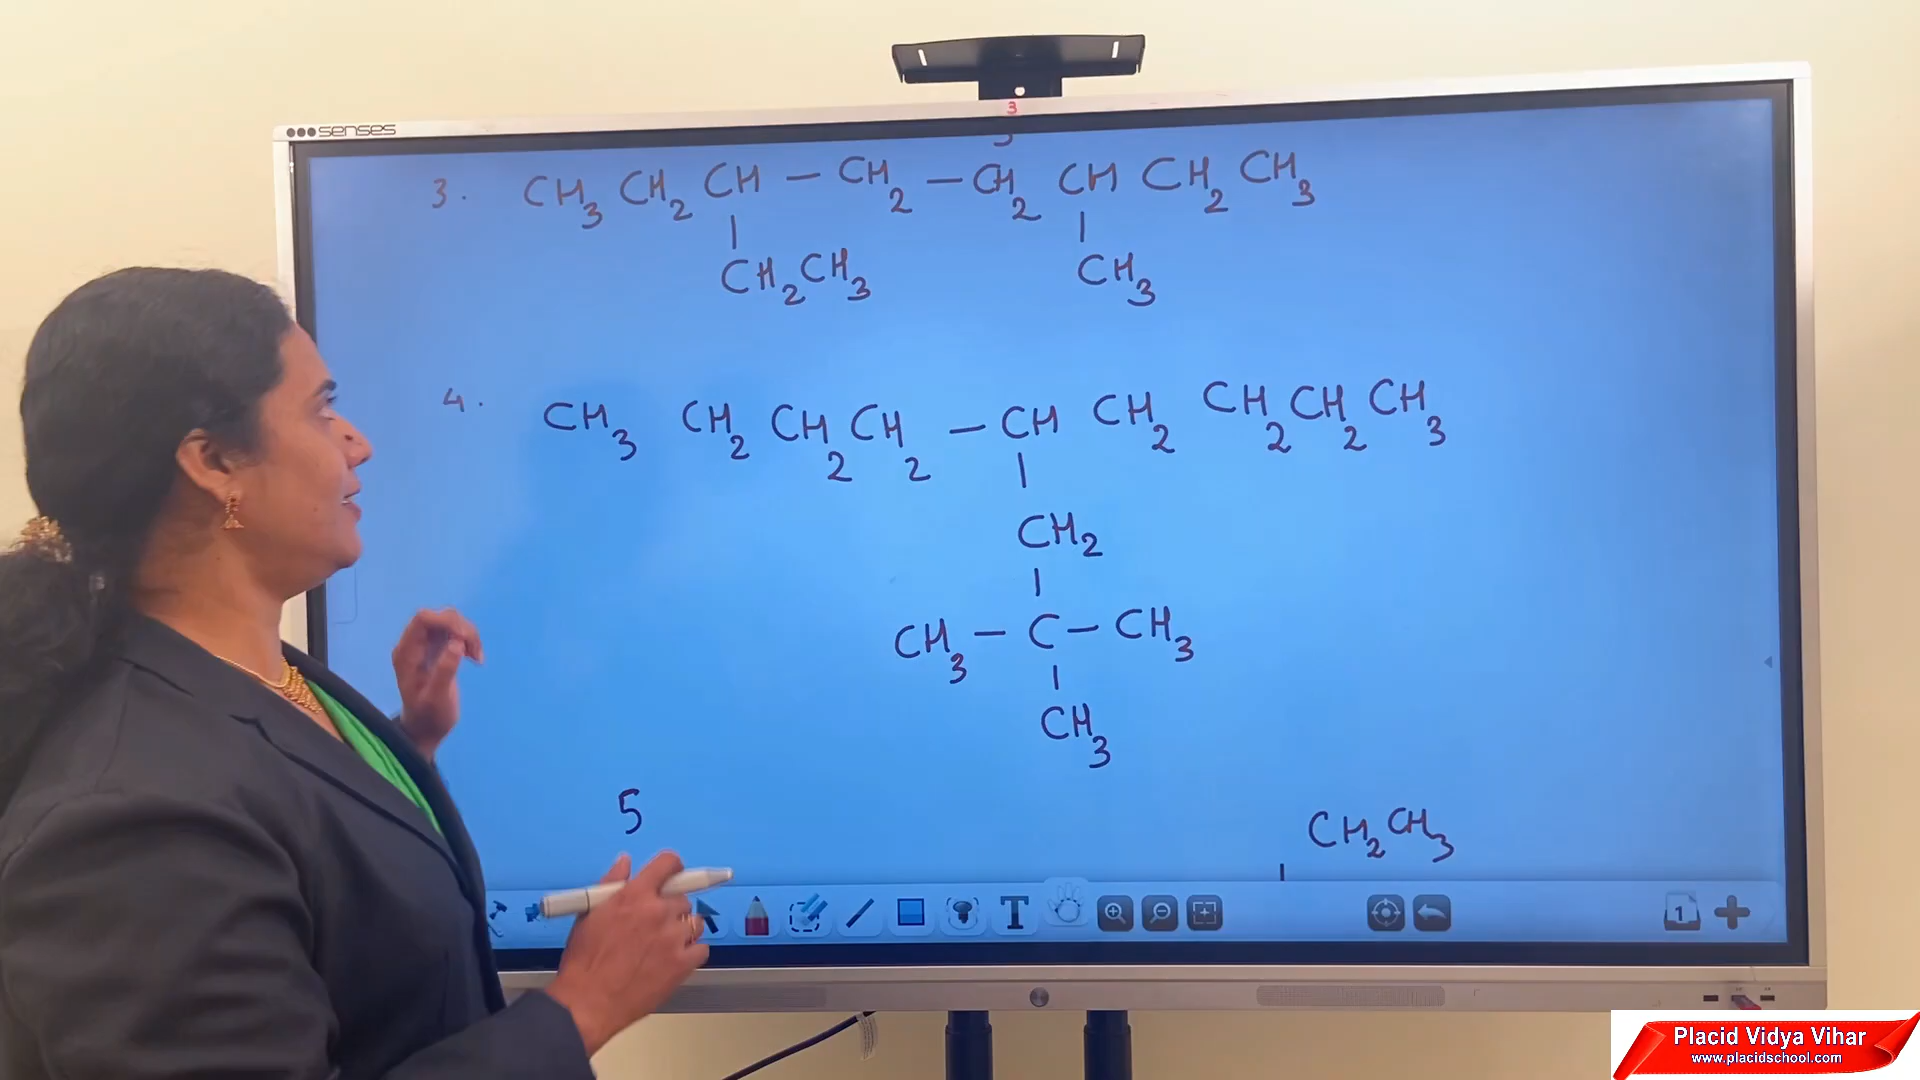 senses
3
3. CH3 CH2 CH – CH2 – CH2 CH CH2 CH3
CH2CH3 CH3
4. CH3 CH2 CH2 CH2 – CH CH2 CH2 CH2 CH3
CH2
CH3 – C – CH3
CH3
5
CH2CH3
T
1
Placid Vidya Vihar
www.placidschool.com